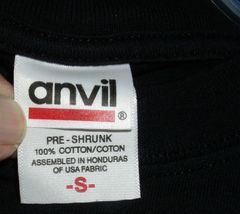 anvil
®
PRE-SHRUNK
100% COTTON/COTON
ASSEMBLED IN HONDURAS
OF USA FABRIC
-S-